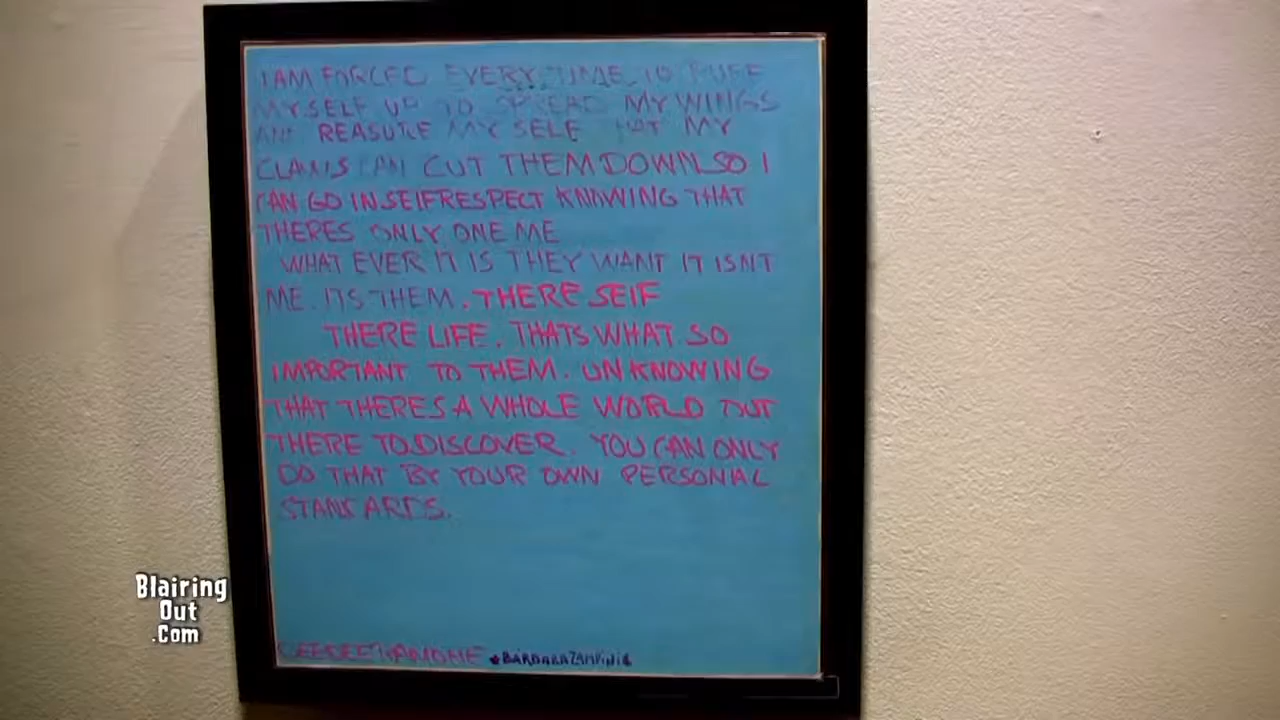 I AM FORCED EVERY TIME TO PUFF
MYSELF UP TO SPREAD MY WINGS
AND REASURE MY SELF THAT MY
CLAWS CAN CUT THEM DOWN SO I
CAN GO IN SELFRESPECT KNOWING THAT
THERES ONLY ONE ME
WHAT EVER IT IS THEY WANT IT ISNT
ME. ITS THEM. THERE SELF
THERE LIFE. THATS WHAT SO
IMPORTANT TO THEM. UNKNOWING
THAT THERES A WHOLE WORLD OUT
THERE TO DISCOVER. YOU CAN ONLY
DO THAT BY YOUR OWN PERSONAL
STANDARDS.
DEEDEERAMONE
BARBARAZAMPINI
Blairing
Out
.Com